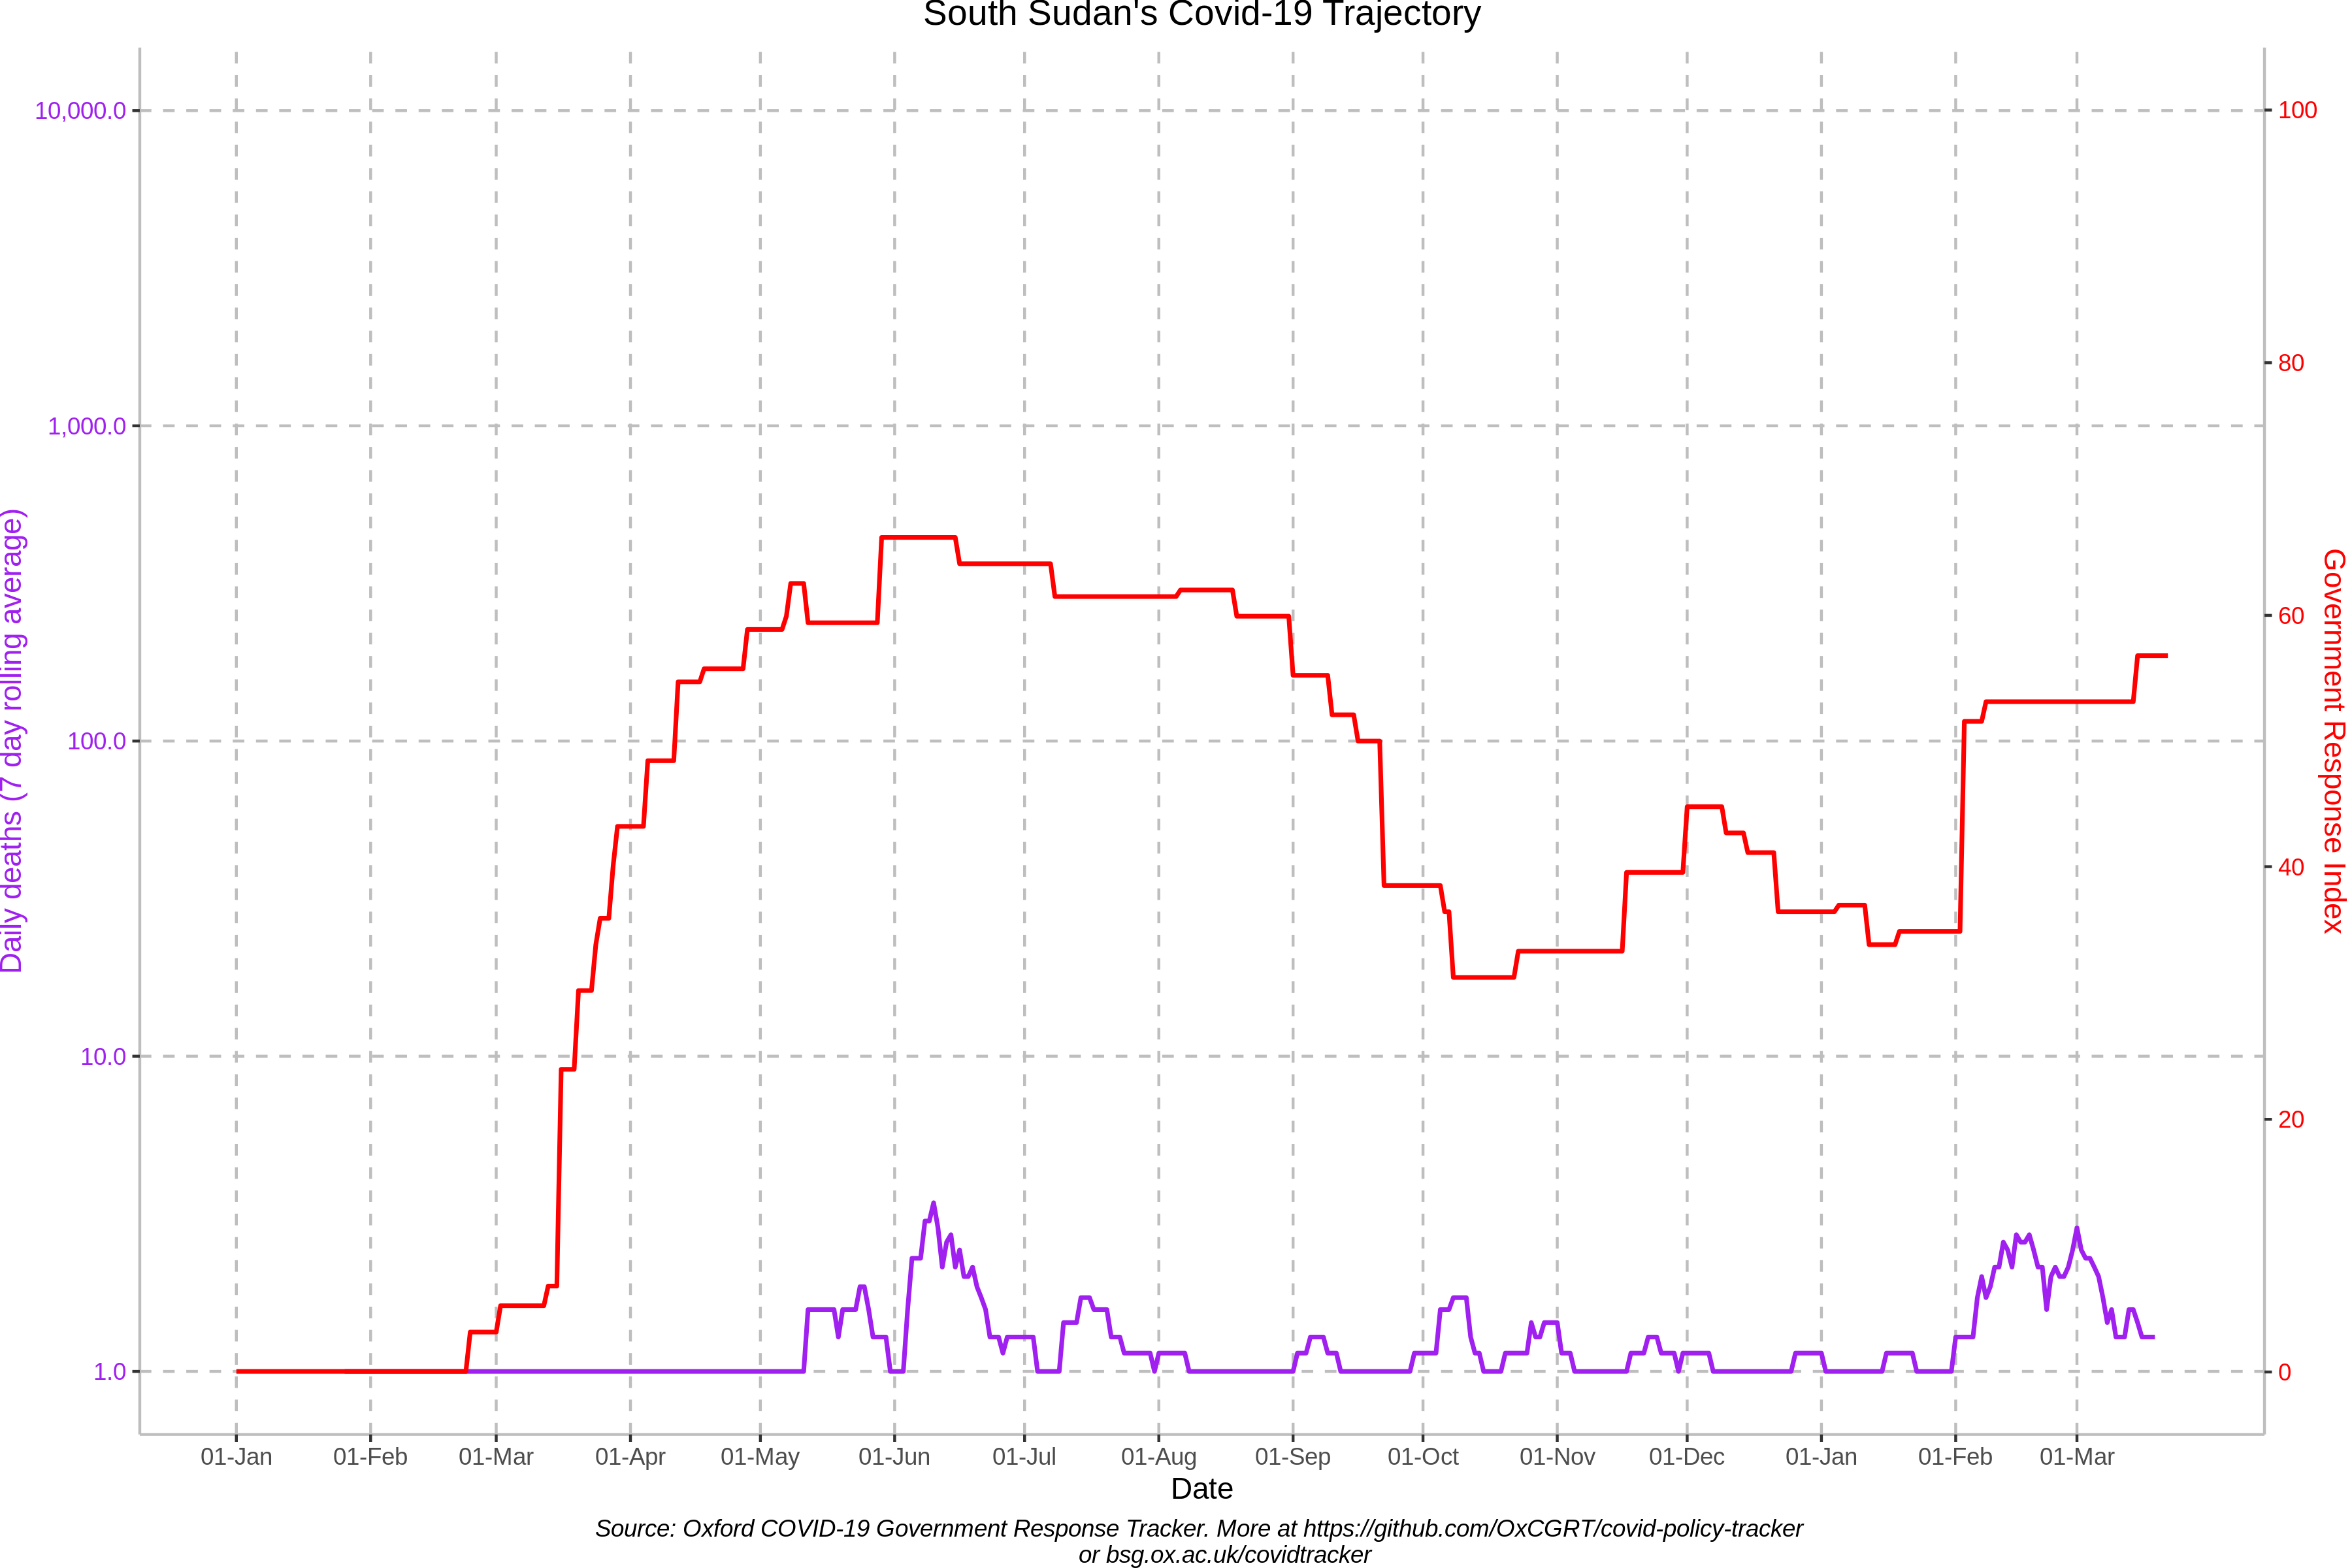 South Sudan's Covid-19 Trajectory
10,000.0
1,000.0
100.0
10.0
1.0
Daily deaths (7 day rolling average)
100
80
60
40
20
0
Government Response Index
01-Jan 01-Feb 01-Mar 01-Apr 01-May 01-Jun 01-Jul 01-Aug 01-Sep 01-Oct 01-Nov 01-Dec 01-Jan 01-Feb 01-Mar
Date
Source: Oxford COVID-19 Government Response Tracker. More at https://github.com/OxCGRT/covid-policy-tracker
or bsg.ox.ac.uk/covidtracker